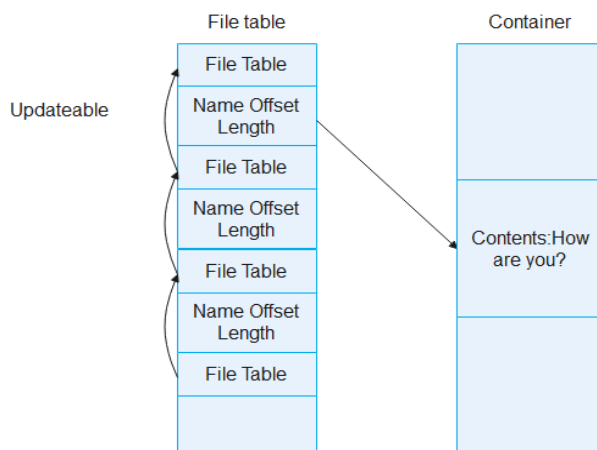 File table
Container
File Table
Updateable
Name Offset
Length
File Table
Name Offset
Length
Contents:How
are you?
File Table
Name Offset
Length
File Table